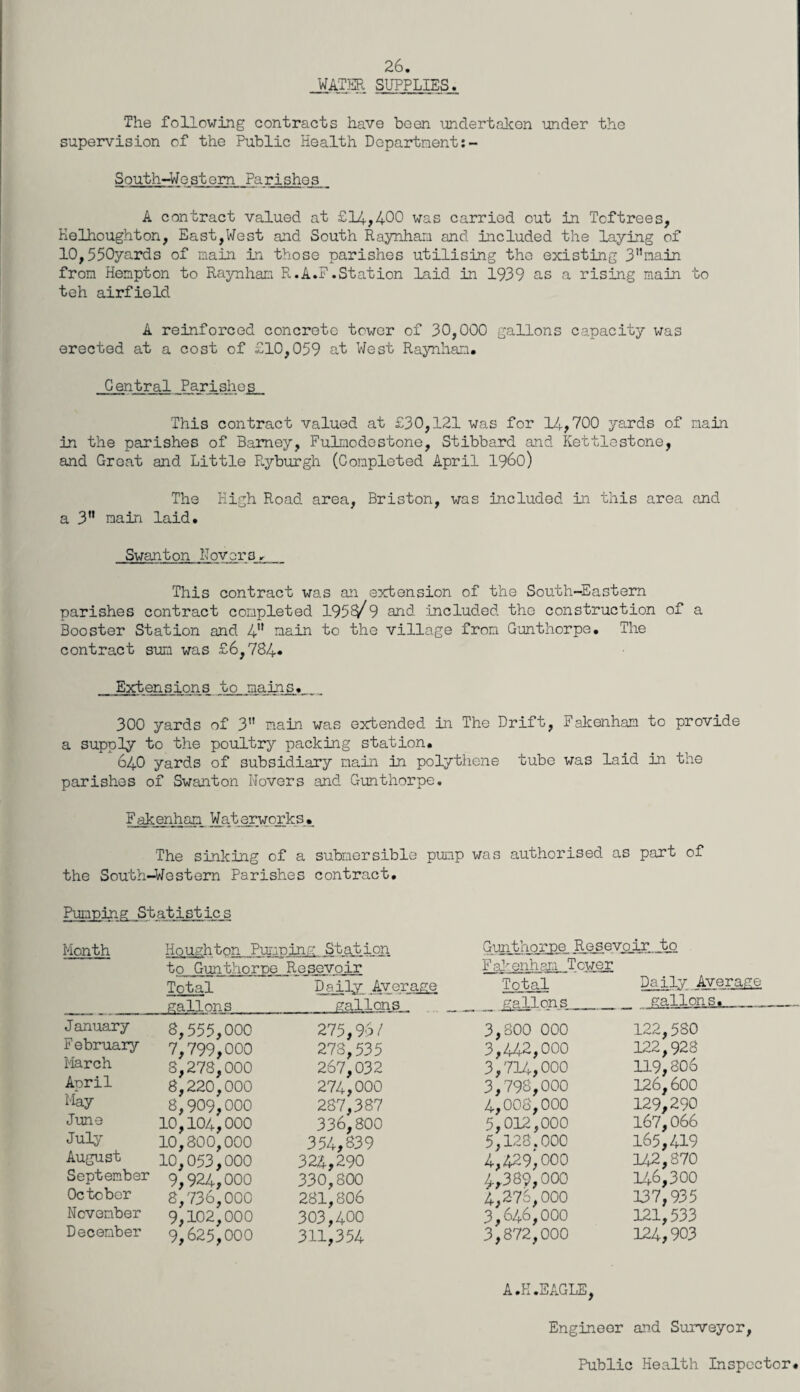 26.
WATER SUPPLIES.
The following contracts have been undertaken under the
supervision of the Public Health Department:-
South-Western Parishes
A contract valued at £14,400 was carried out in Toftrees,
Helhoughton, East,West and South Raynham and included the laying of
10,550yards of main in those parishes utilising the existing 3"main
from Hempton to Raynham R.A.F.Station laid in 1939 as a rising main to
teh airfield
A reinforced concrete tower of 30,000 gallons capacity was
erected at a cost of £10,059 at West Raynham.
Central Parishes
This contract valued at £30,121 was for 14,700 yards of main
in the parishes of Barney, Fulmodestone, Stibbard and Kettlestone,
and Great and Little Ryburgh (Completed April 1960)
The High Road area, Briston, was included in this area and
a 3" main laid.
Swanton Novers.
This contract was an extension of the South-Eastern
parishes contract completed 1958/9 and included the construction of a
Booster Station and 4" main to the village from Gunthorpe. The
contract sum was £6,784.
Extensions to mains.
300 yards of 3" main was extended in The Drift, Fakenham to provide
a supply to the poultry packing station.
640 yards of subsidiary main in polythene tube was laid in the
parishes of Swanton Novers and Gunthorpe.
Fakenham Waterworks.
The sinking of a submersible pump was authorised as part of
the South-Western Parishes contract.
Pumping Statistics
Month Houghton Pumping Station Gunthorpe Resevoir to
to Gunthorpe Resevoir Fakenham Tower
Total Daily Average Total Daily Average
gallons gallons gallons gallons.
January 8,555,000 275,967 3,800 000 122,580
February 7,799,000 278,535 3,442,000 122,928
March 8,278,000 267,032 3,714,000 119,806
April 8,220,000 274,000 3,798,000 126,600
May 8,909,000 287,387 4,008,000 129,290
June 10,104,000 336,800 5,012,000 167,066
July 10,800,000 354,839 5,128,000 165,419
August 10,053,000 324,290 4,429,000 142,870
September 9,924,000 330,800 4,389,000 146,300
October 8,736,000 281,806 4,276,000 137,935
November 9,102,000 303,400 3,646,000 121,533
December 9,625,000 311,354 3,872,000 124,903
A.H.EAGLE,
Engineer and Surveyor,
Public Health Inspector.